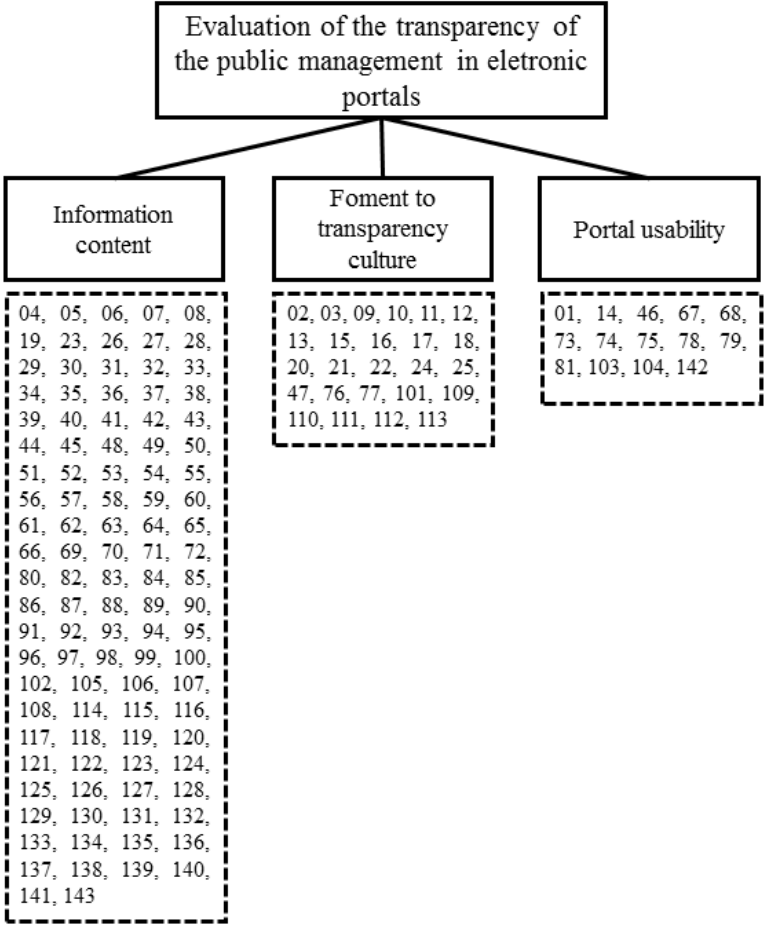 Evaluation of the transparency of
the public management in eletronic
portals
Information
content
Foment to
transparency
culture
Portal usability
04, 05, 06, 07, 08,
19, 23, 26, 27, 28,
29, 30, 31, 32, 33,
34, 35, 36, 37, 38,
39, 40, 41, 42, 43,
44, 45, 48, 49, 50,
51, 52, 53, 54, 55,
56, 57, 58, 59, 60,
61, 62, 63, 64, 65,
66, 69, 70, 71, 72,
80, 82, 83, 84, 85,
86, 87, 88, 89, 90,
91, 92, 93, 94, 95,
96, 97, 98, 99, 100,
102, 105, 106, 107,
108, 114, 115, 116,
117, 118, 119, 120,
121, 122, 123, 124,
125, 126, 127, 128,
129, 130, 131, 132,
133, 134, 135, 136,
137, 138, 139, 140,
141, 143
02, 03, 09, 10, 11, 12,
13, 15, 16, 17, 18,
20, 21, 22, 24, 25,
47, 76, 77, 101, 109,
110, 111, 112, 113
01, 14, 46, 67, 68,
73, 74, 75, 78, 79,
81, 103, 104, 142